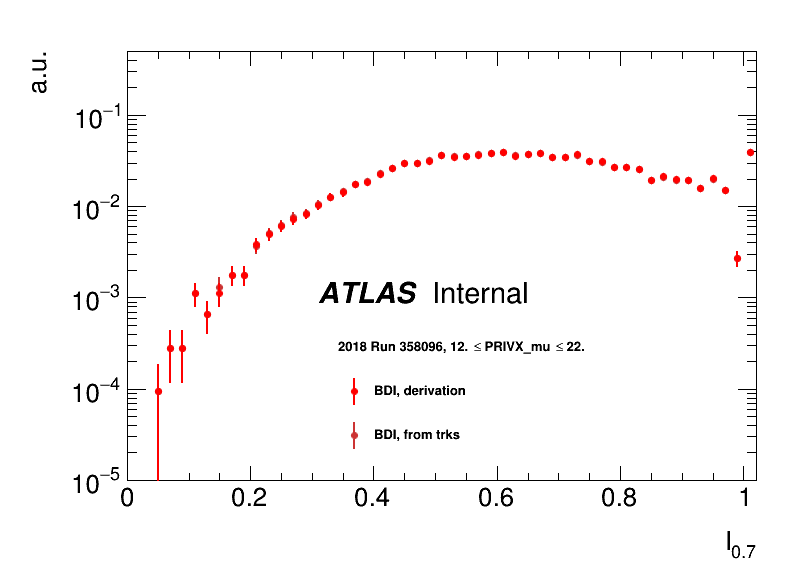 a.u.
10⁻¹
10⁻²
10⁻³
10⁻⁴
10⁻⁵
ATLAS Internal
2018 Run 358096, 12. ≤ PRIVX_mu ≤ 22.
BDI, derivation
BDI, from trks
0 0.2 0.4 0.6 0.8 1
I₀.₇